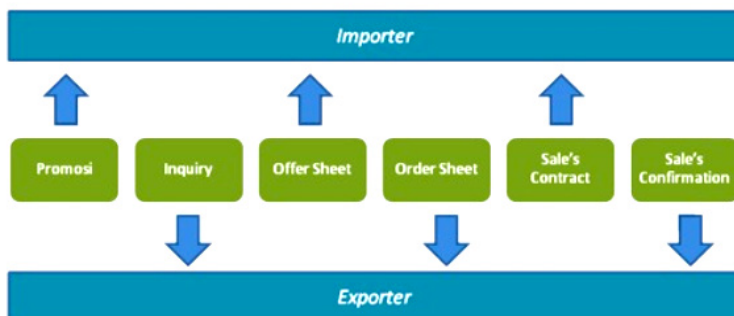 Importer
Promosi
Inquiry
Offer Sheet
Order Sheet
Sale's
Contract
Sale's
Confirmation
Exporter